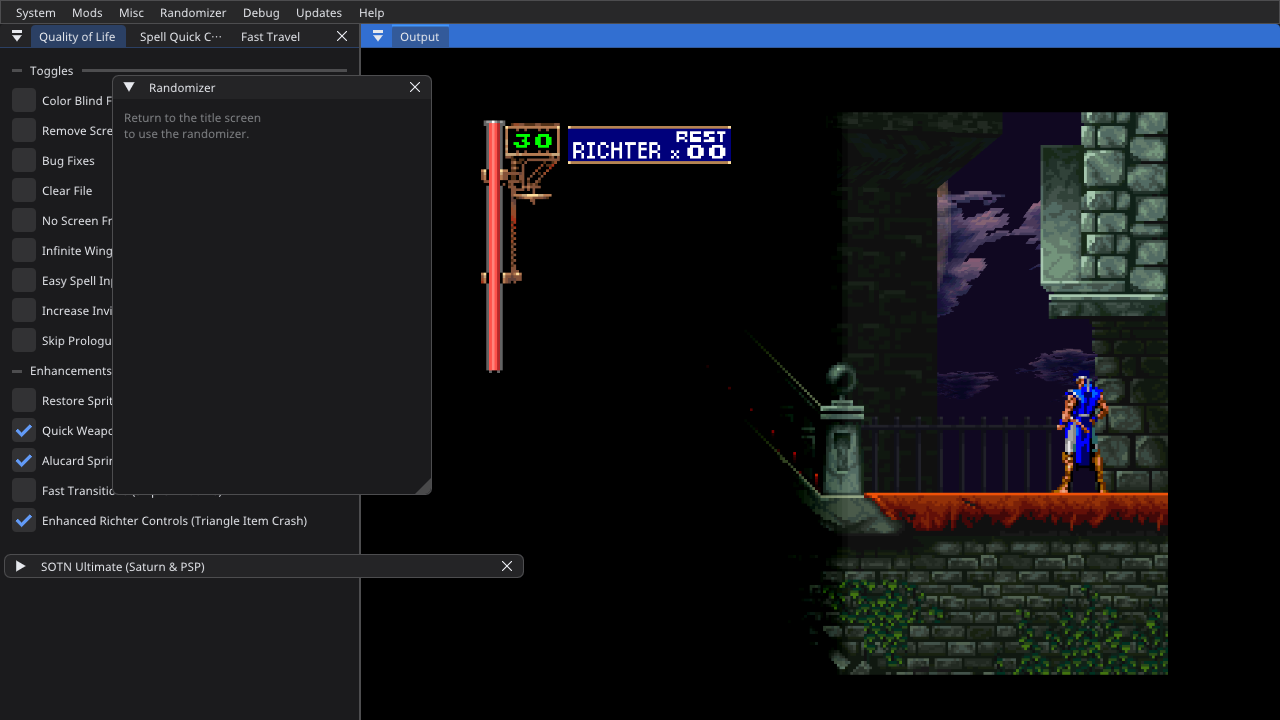 System Mods Misc Randomizer Debug Updates Help
Quality of Life Spell Quick C··· Fast Travel
Output
Toggles
Randomizer
Return to the title screen
to use the randomizer.
Color Blind F
Remove Scre
Bug Fixes
Clear File
No Screen Fr
Infinite Wing
Easy Spell In
Increase Invi
Skip Prologu
Enhancements
Restore Sprit
Quick Weapo
Alucard Sprin
Fast Transitio
Enhanced Richter Controls (Triangle Item Crash)
SOTN Ultimate (Saturn & PSP)
30
REST
RICHTER x 00